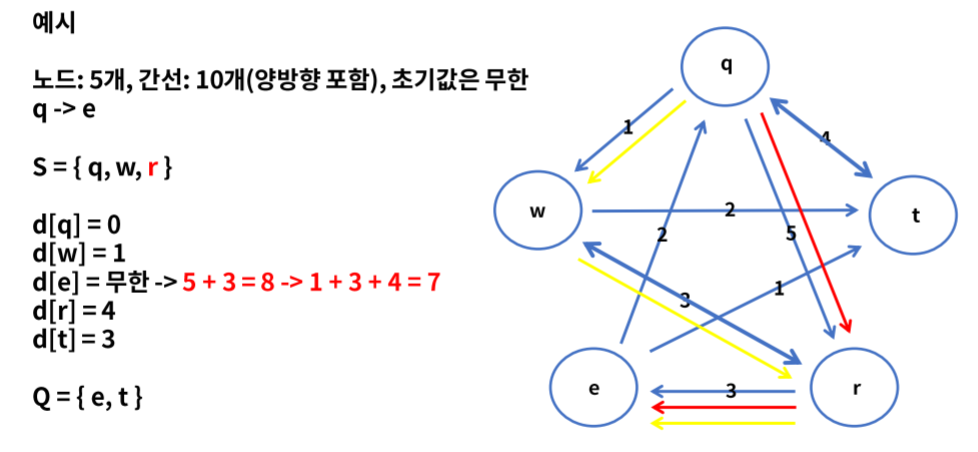 예시
노드: 5개, 간선: 10개(양방향 포함), 초기값은 무한
q -> e
S = { q, w, r }
d[q] = 0
d[w] = 1
d[e] = 무한 -> 5 + 3 = 8 -> 1 + 3 + 4 = 7
d[r] = 4
d[t] = 3
Q = { e, t }
q
1
4
w
2
t
2
5
3
1
e
3
r